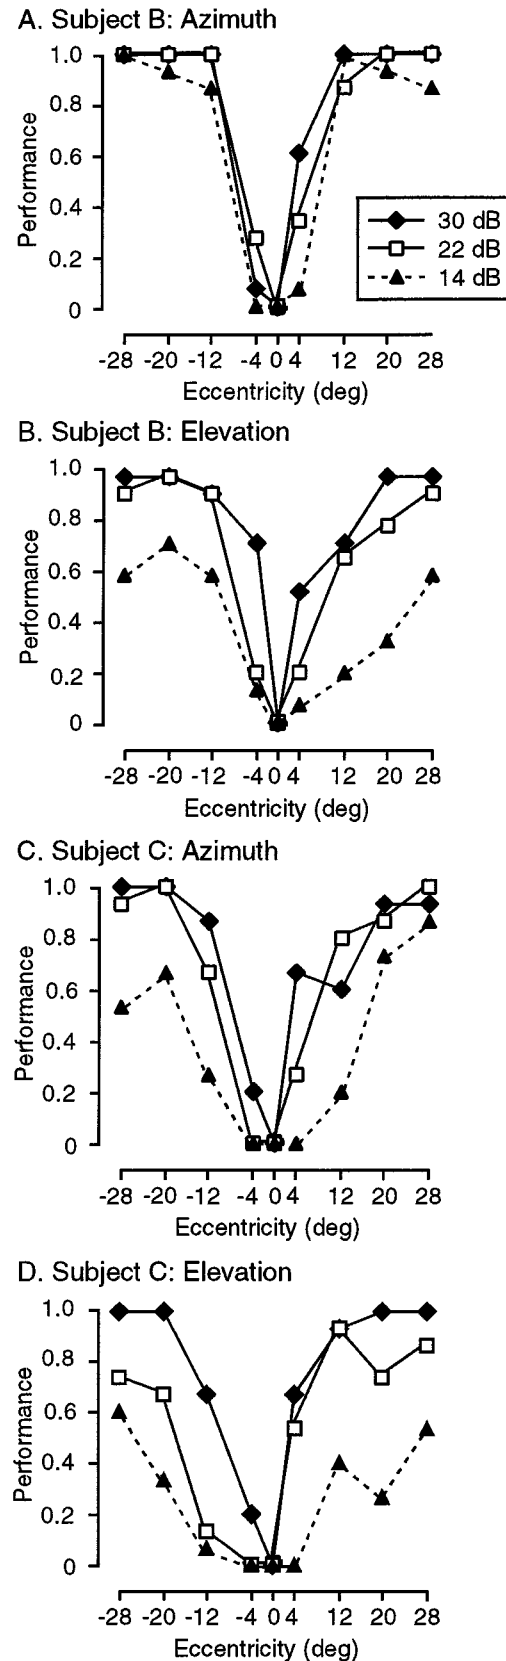 A. Subject B: Azimuth
1.0
0.8
0.6
0.4
0.2
0
Performance
30 dB
22 dB
14 dB
-28 -20 -12 -4 0 4 12 20 28
Eccentricity (deg)
B. Subject B: Elevation
1.0
0.8
0.6
0.4
0.2
0
Performance
-28 -20 -12 -4 0 4 12 20 28
Eccentricity (deg)
C. Subject C: Azimuth
1.0
0.8
0.6
0.4
0.2
0
Performance
-28 -20 -12 -4 0 4 12 20 28
Eccentricity (deg)
D. Subject C: Elevation
1.0
0.8
0.6
0.4
0.2
0
Performance
-28 -20 -12 -4 0 4 12 20 28
Eccentricity (deg)